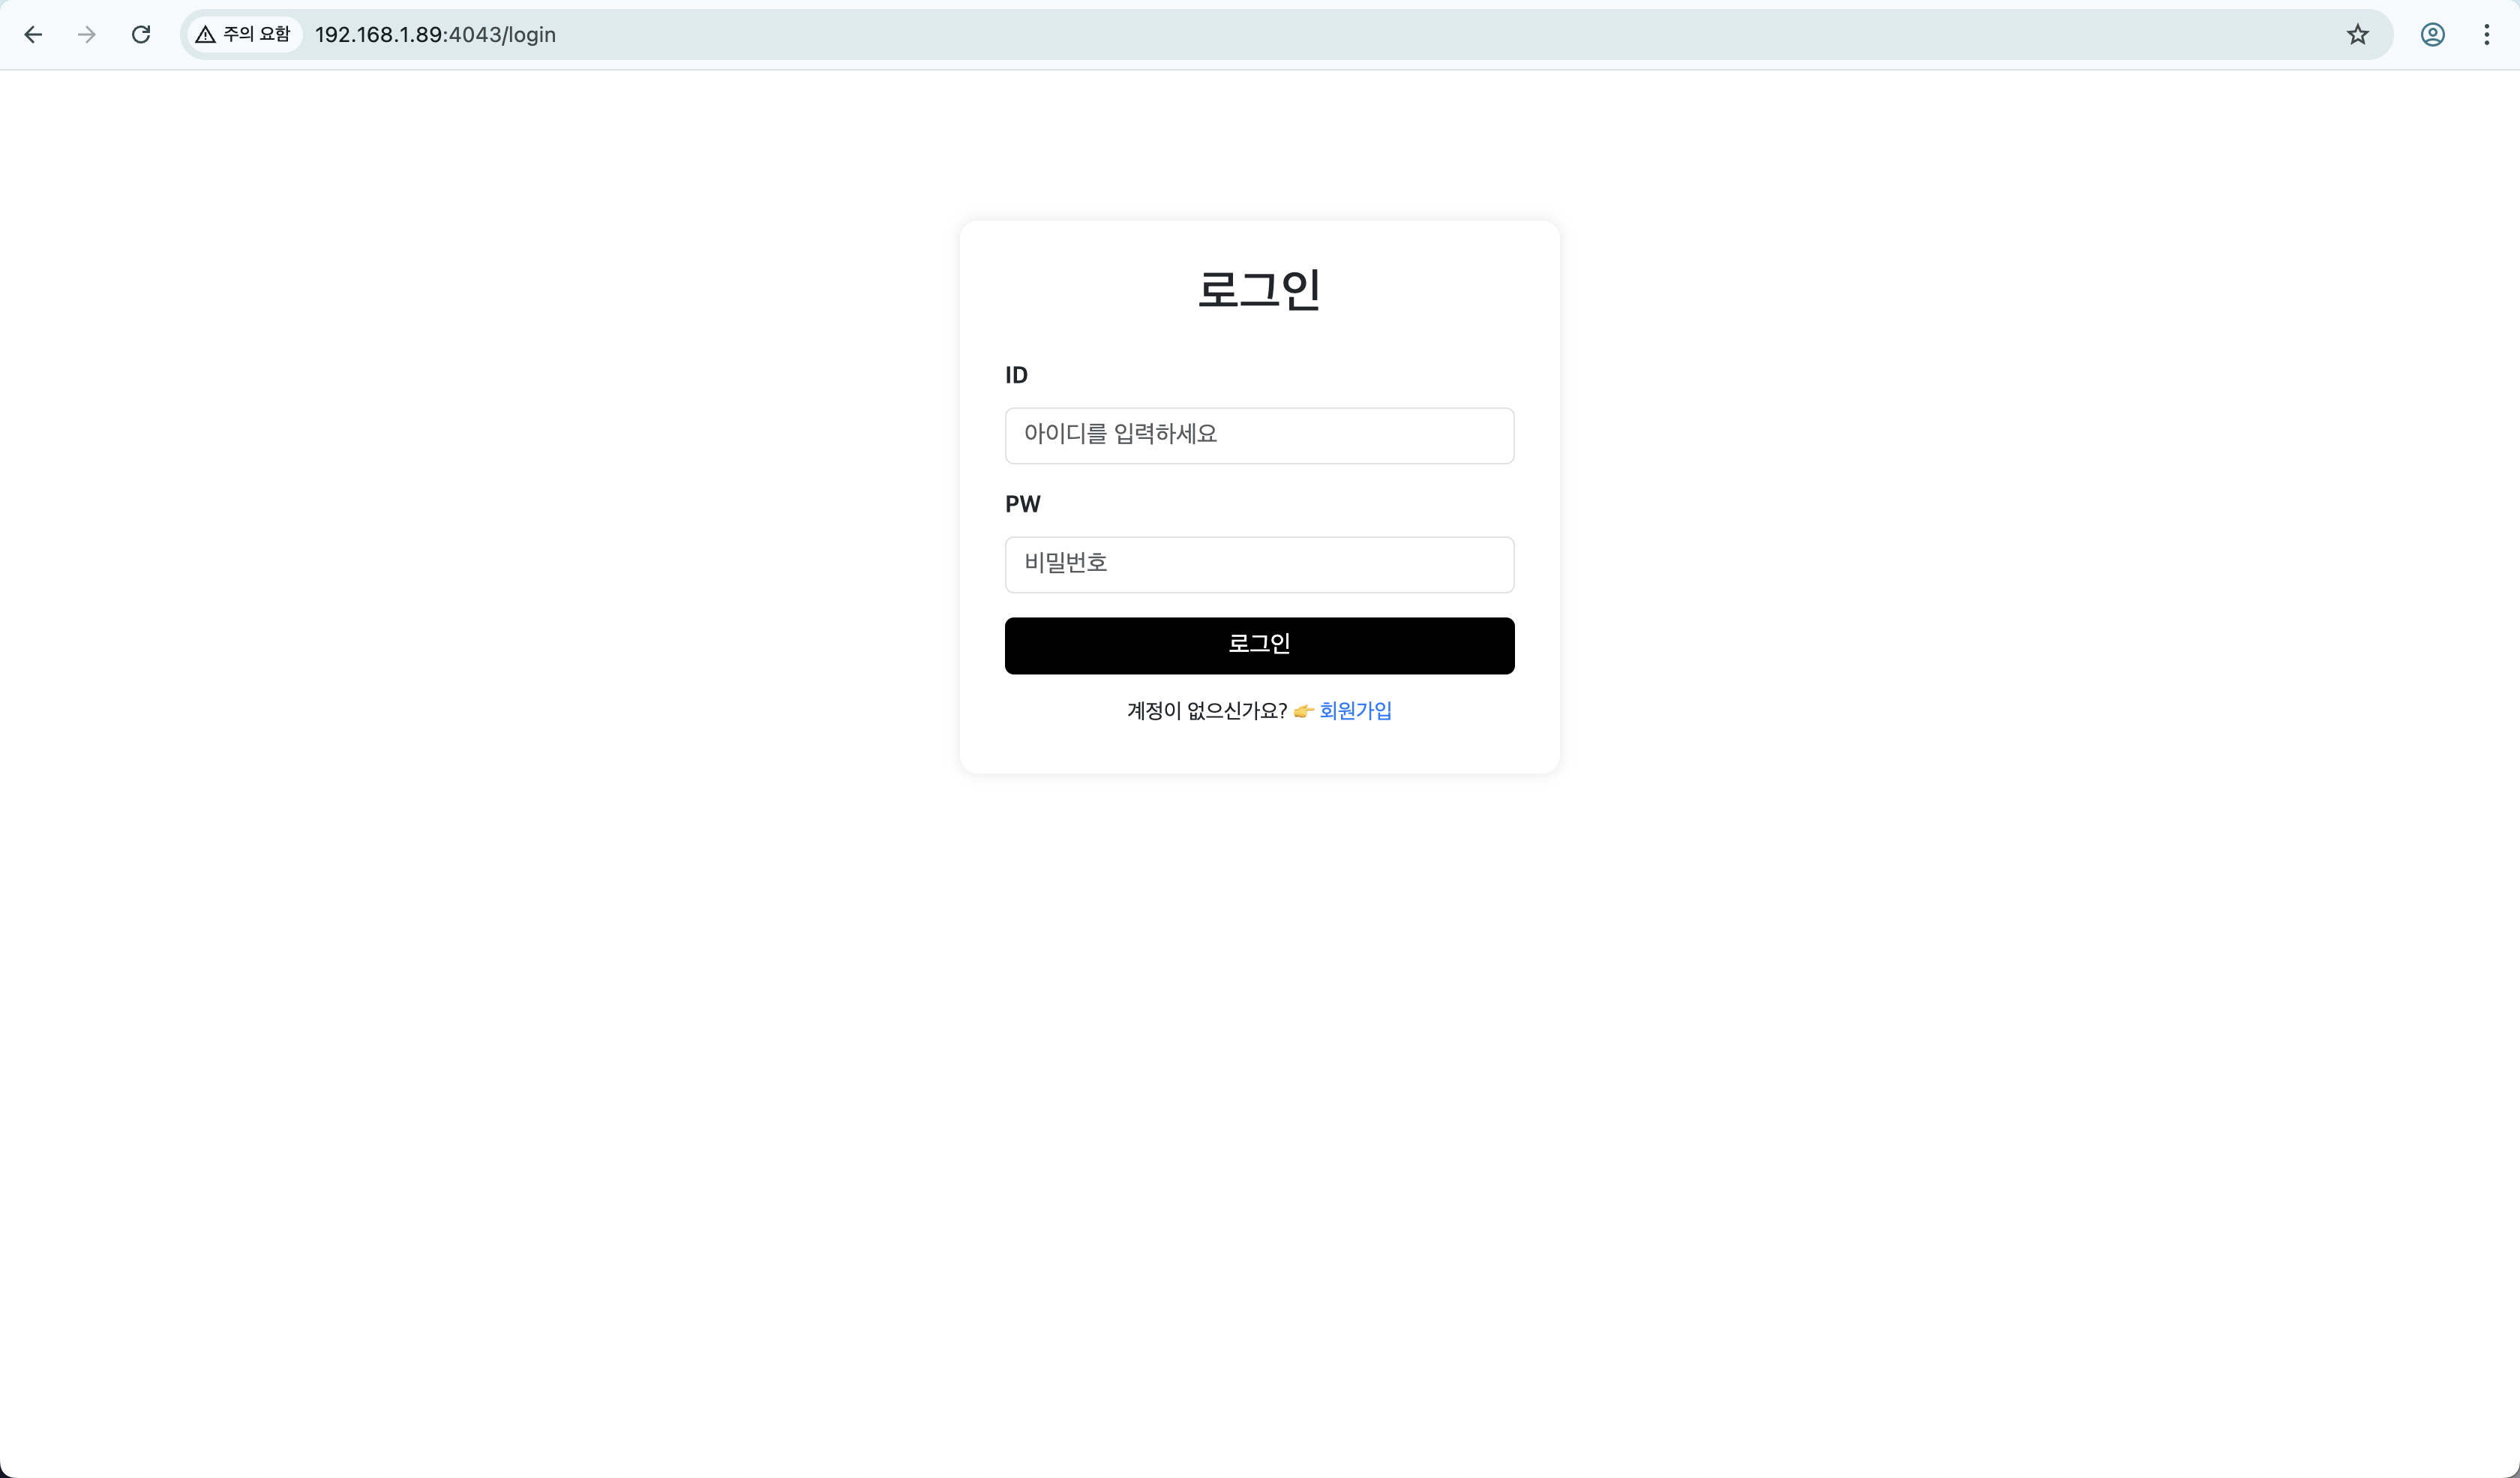 주의 요함 192.168.1.89:4043/login
로그인
ID
아이디를 입력하세요
PW
비밀번호
로그인
계정이 없으신가요? 👉 회원가입